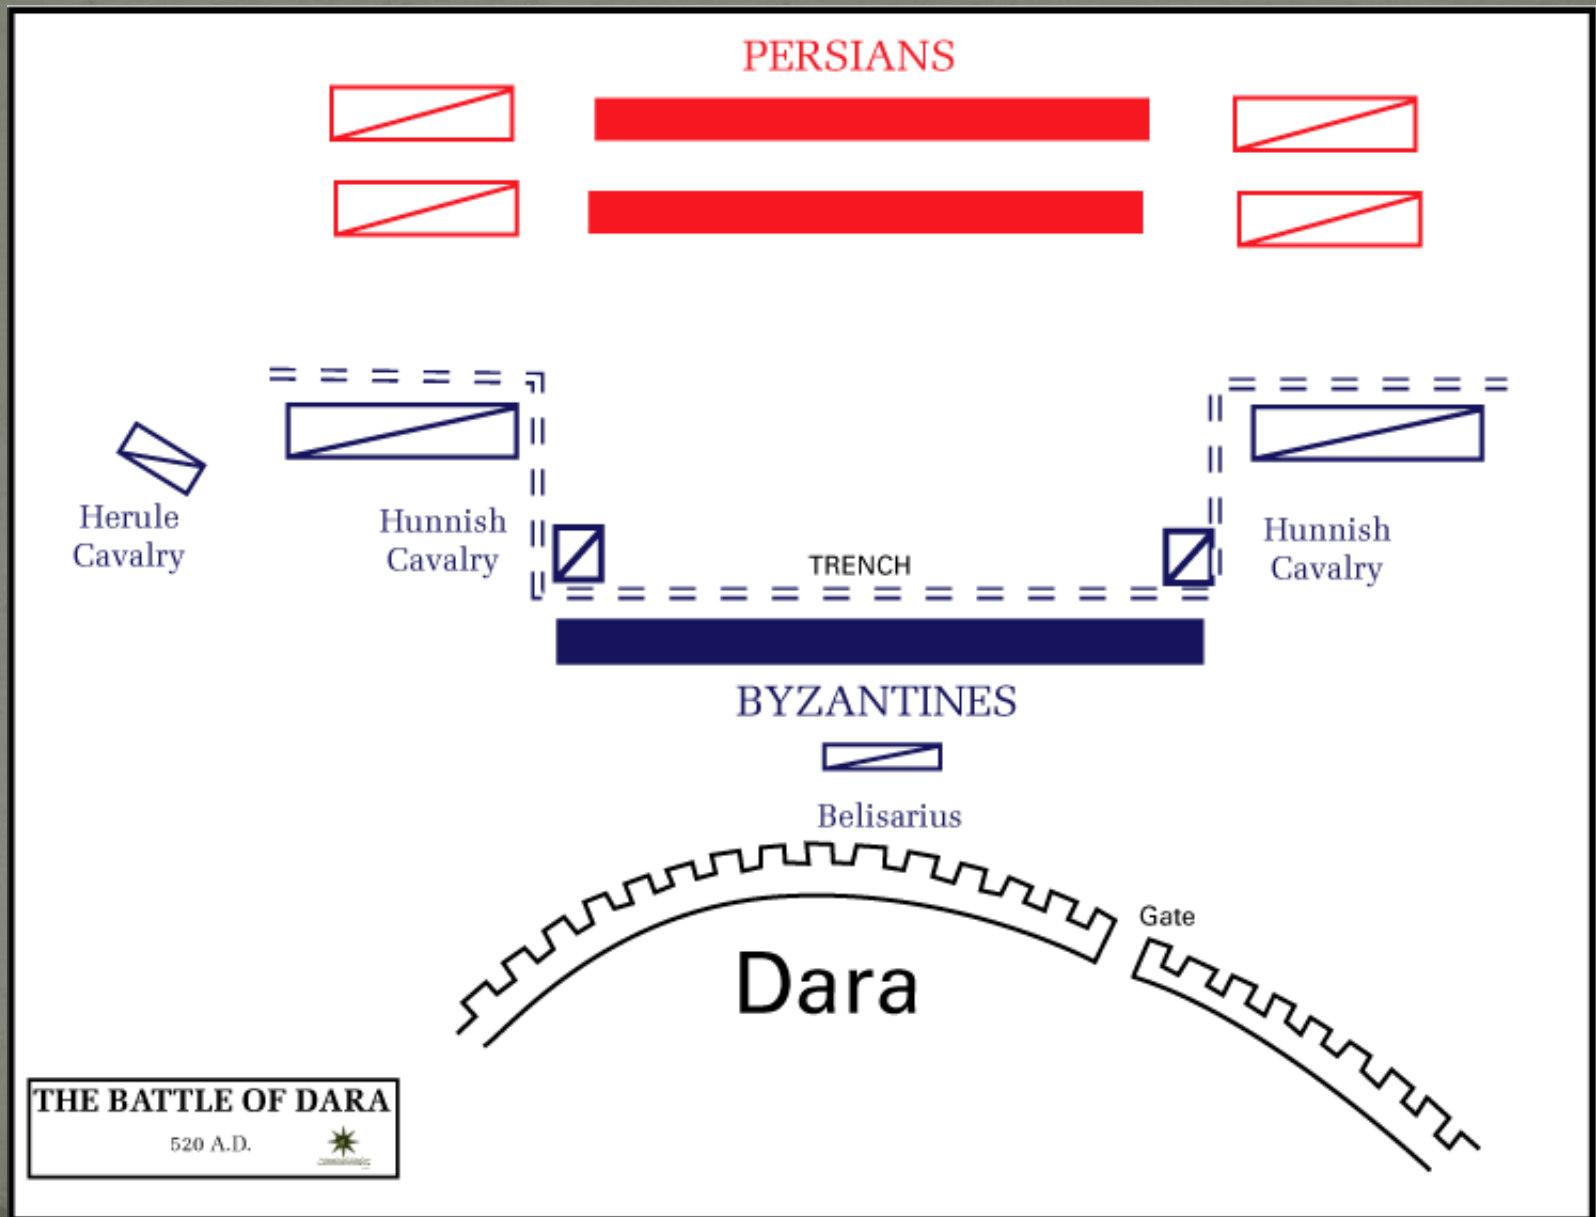 PERSIANS
Herule
Cavalry
Hunnish
Cavalry
TRENCH
Hunnish
Cavalry
BYZANTINES
Belisarius
Gate
Dara
THE BATTLE OF DARA
520 A.D.